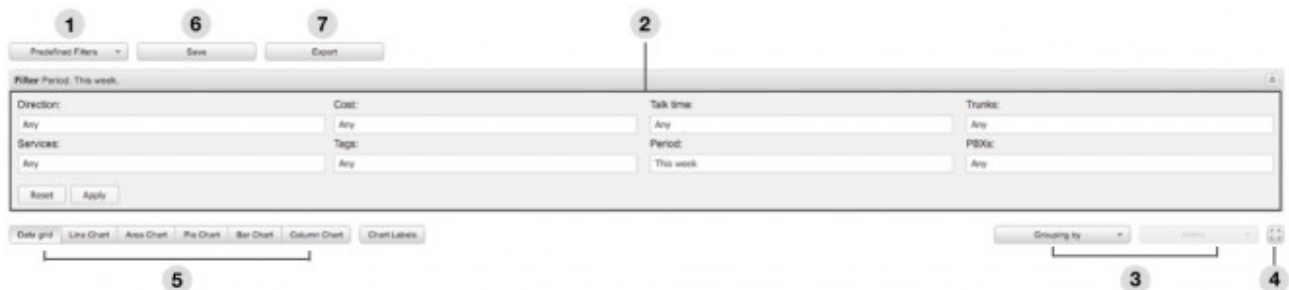 1 6 7 2
Predefined Filters Save Export
Filter Period: This week.
Direction: Cost: Talk time: Trunks:
Any Any Any Any
Services: Tags: Period: PBXs:
Any Any This week Any
Reset Apply
Data grid Line Chart Area Chart Pie Chart Bar Chart Column Chart Chart Labels Grouping by
5 3 4